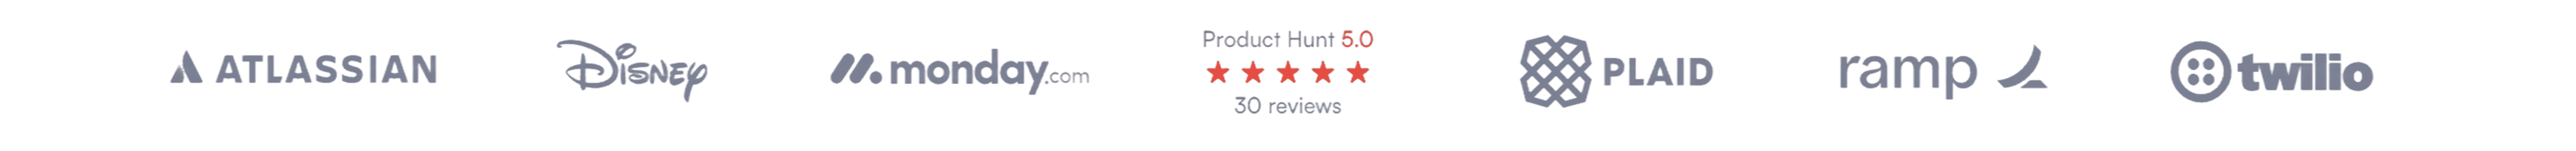 ATLASSIAN
Disney
monday.com
Product Hunt 5.0
30 reviews
PLAID
ramp
twilio